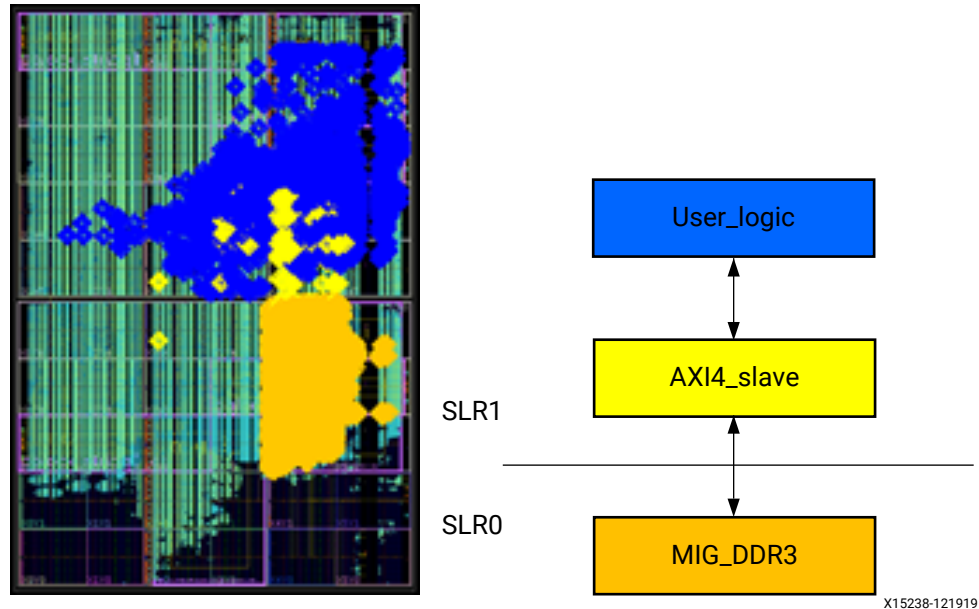 User_logic
AXI4_slave
SLR1
SLR0
MIG_DDR3
X15238-121919